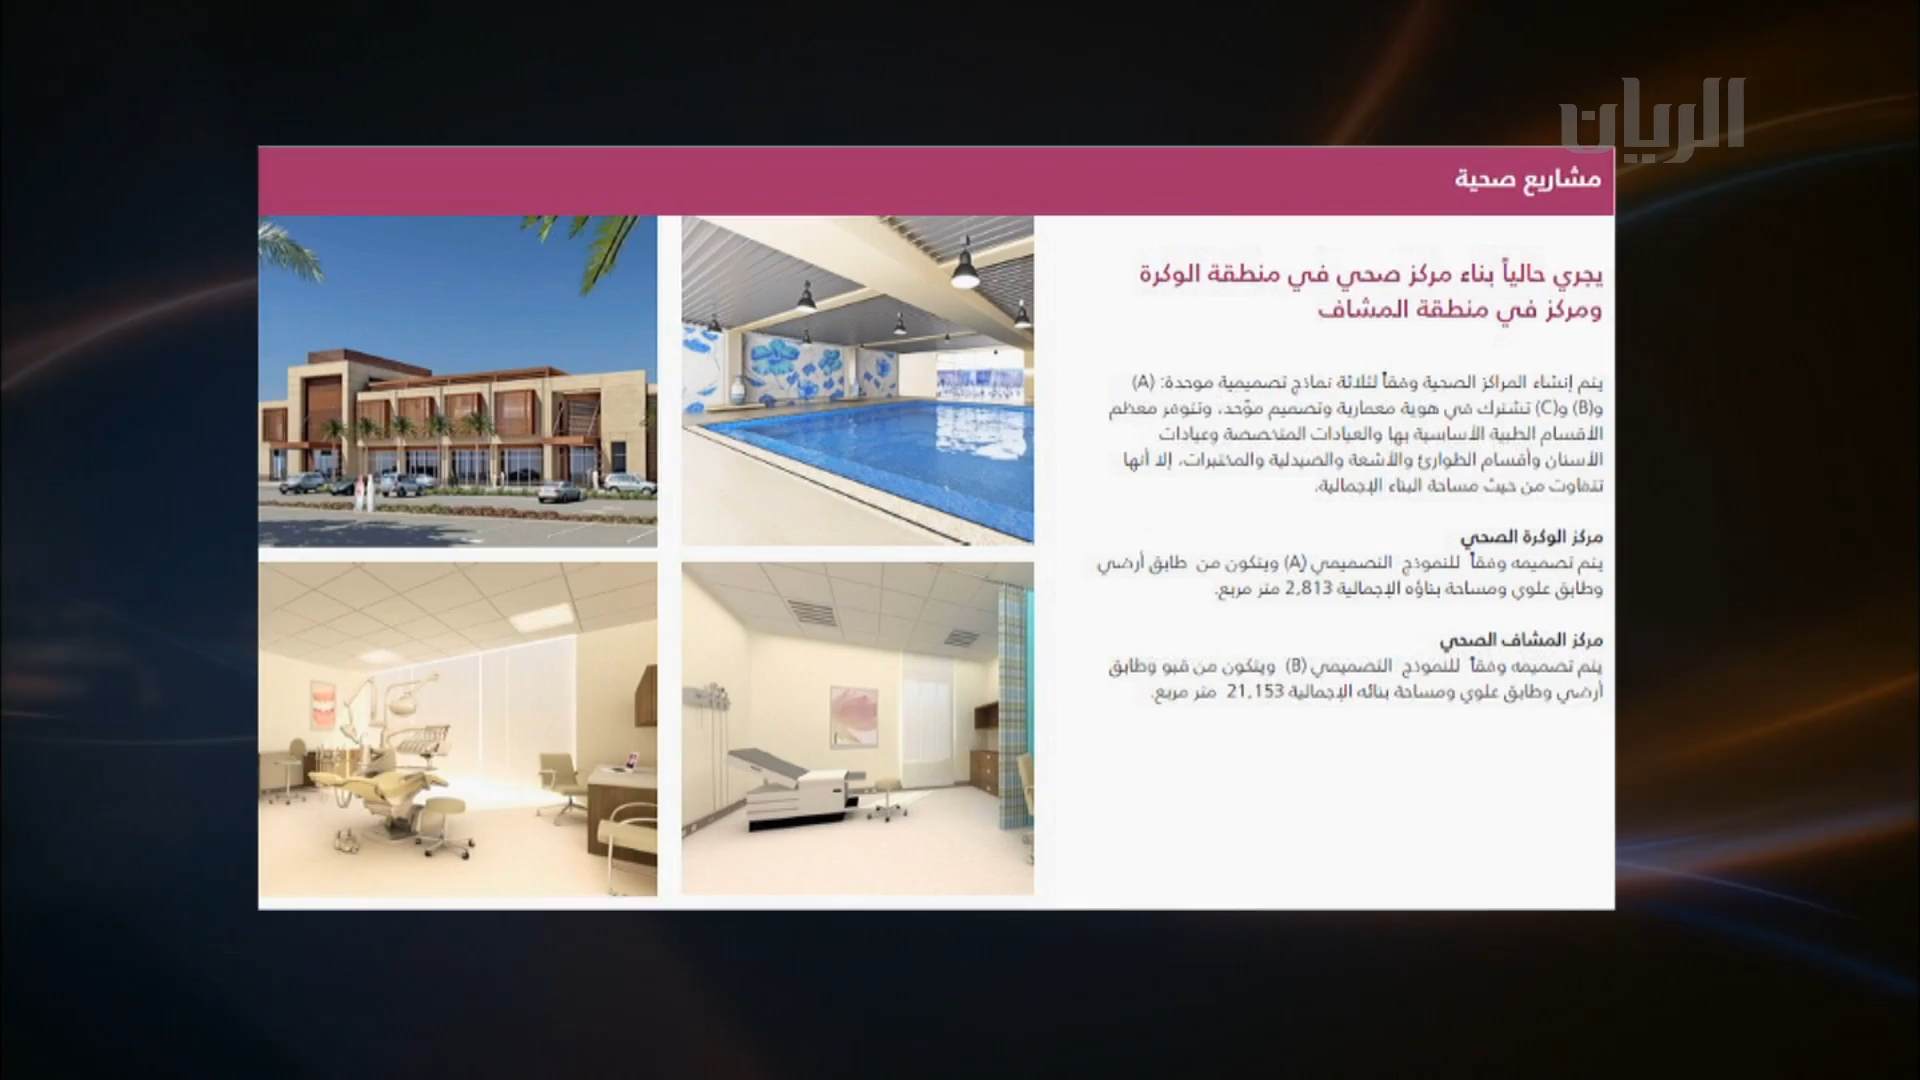 الريان
مشاريع صحية
يجري حالياً بناء مركز صحي في منطقة الوكرة
ومركز في منطقة المشاف
يتم إنشاء المراكز الصحية وفقاً لثلاثة نماذج تصميمية موحدة: (A)
و(B) و(C) تشترك في هوية معمارية وتصميم موّحد، وتتوفر معظم
الأقسام الطبية الأساسية بها والعيادات المتخصصة وعيادات
الأسنان وأقسام الطوارئ والأشعة والصيدلية والمختبرات، إلا أنها
تتفاوت من حيث مساحة البناء الإجمالية.
مركز الوكرة الصحي
يتم تصميمه وفقاً للنموذج التصميمي (A) ويتكون من طابق أرضي
وطابق علوي ومساحة بناؤه الإجمالية 2,813 متر مربع.
مركز المشاف الصحي
يتم تصميمه وفقاً للنموذج التصميمي (B) ويتكون من قبو وطابق
أرضي وطابق علوي ومساحة بنائه الإجمالية 21,153 متر مربع.